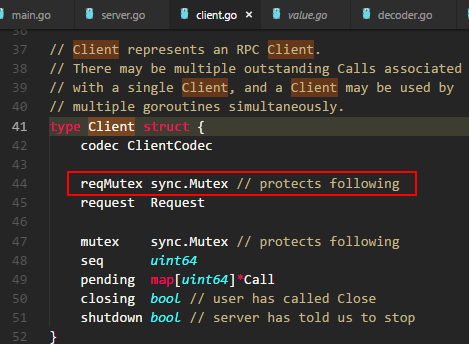 main.go server.go client.go value.go decoder.go
37 // Client represents an RPC Client.
38 // There may be multiple outstanding Calls associated
39 // with a single Client, and a Client may be used by
40 // multiple goroutines simultaneously.
41 type Client struct {
42 codec ClientCodec
43
44 reqMutex sync.Mutex // protects following
45 request Request
46
47 mutex sync.Mutex // protects following
48 seq uint64
49 pending map[uint64]*Call
50 closing bool // user has called Close
51 shutdown bool // server has told us to stop
52 }